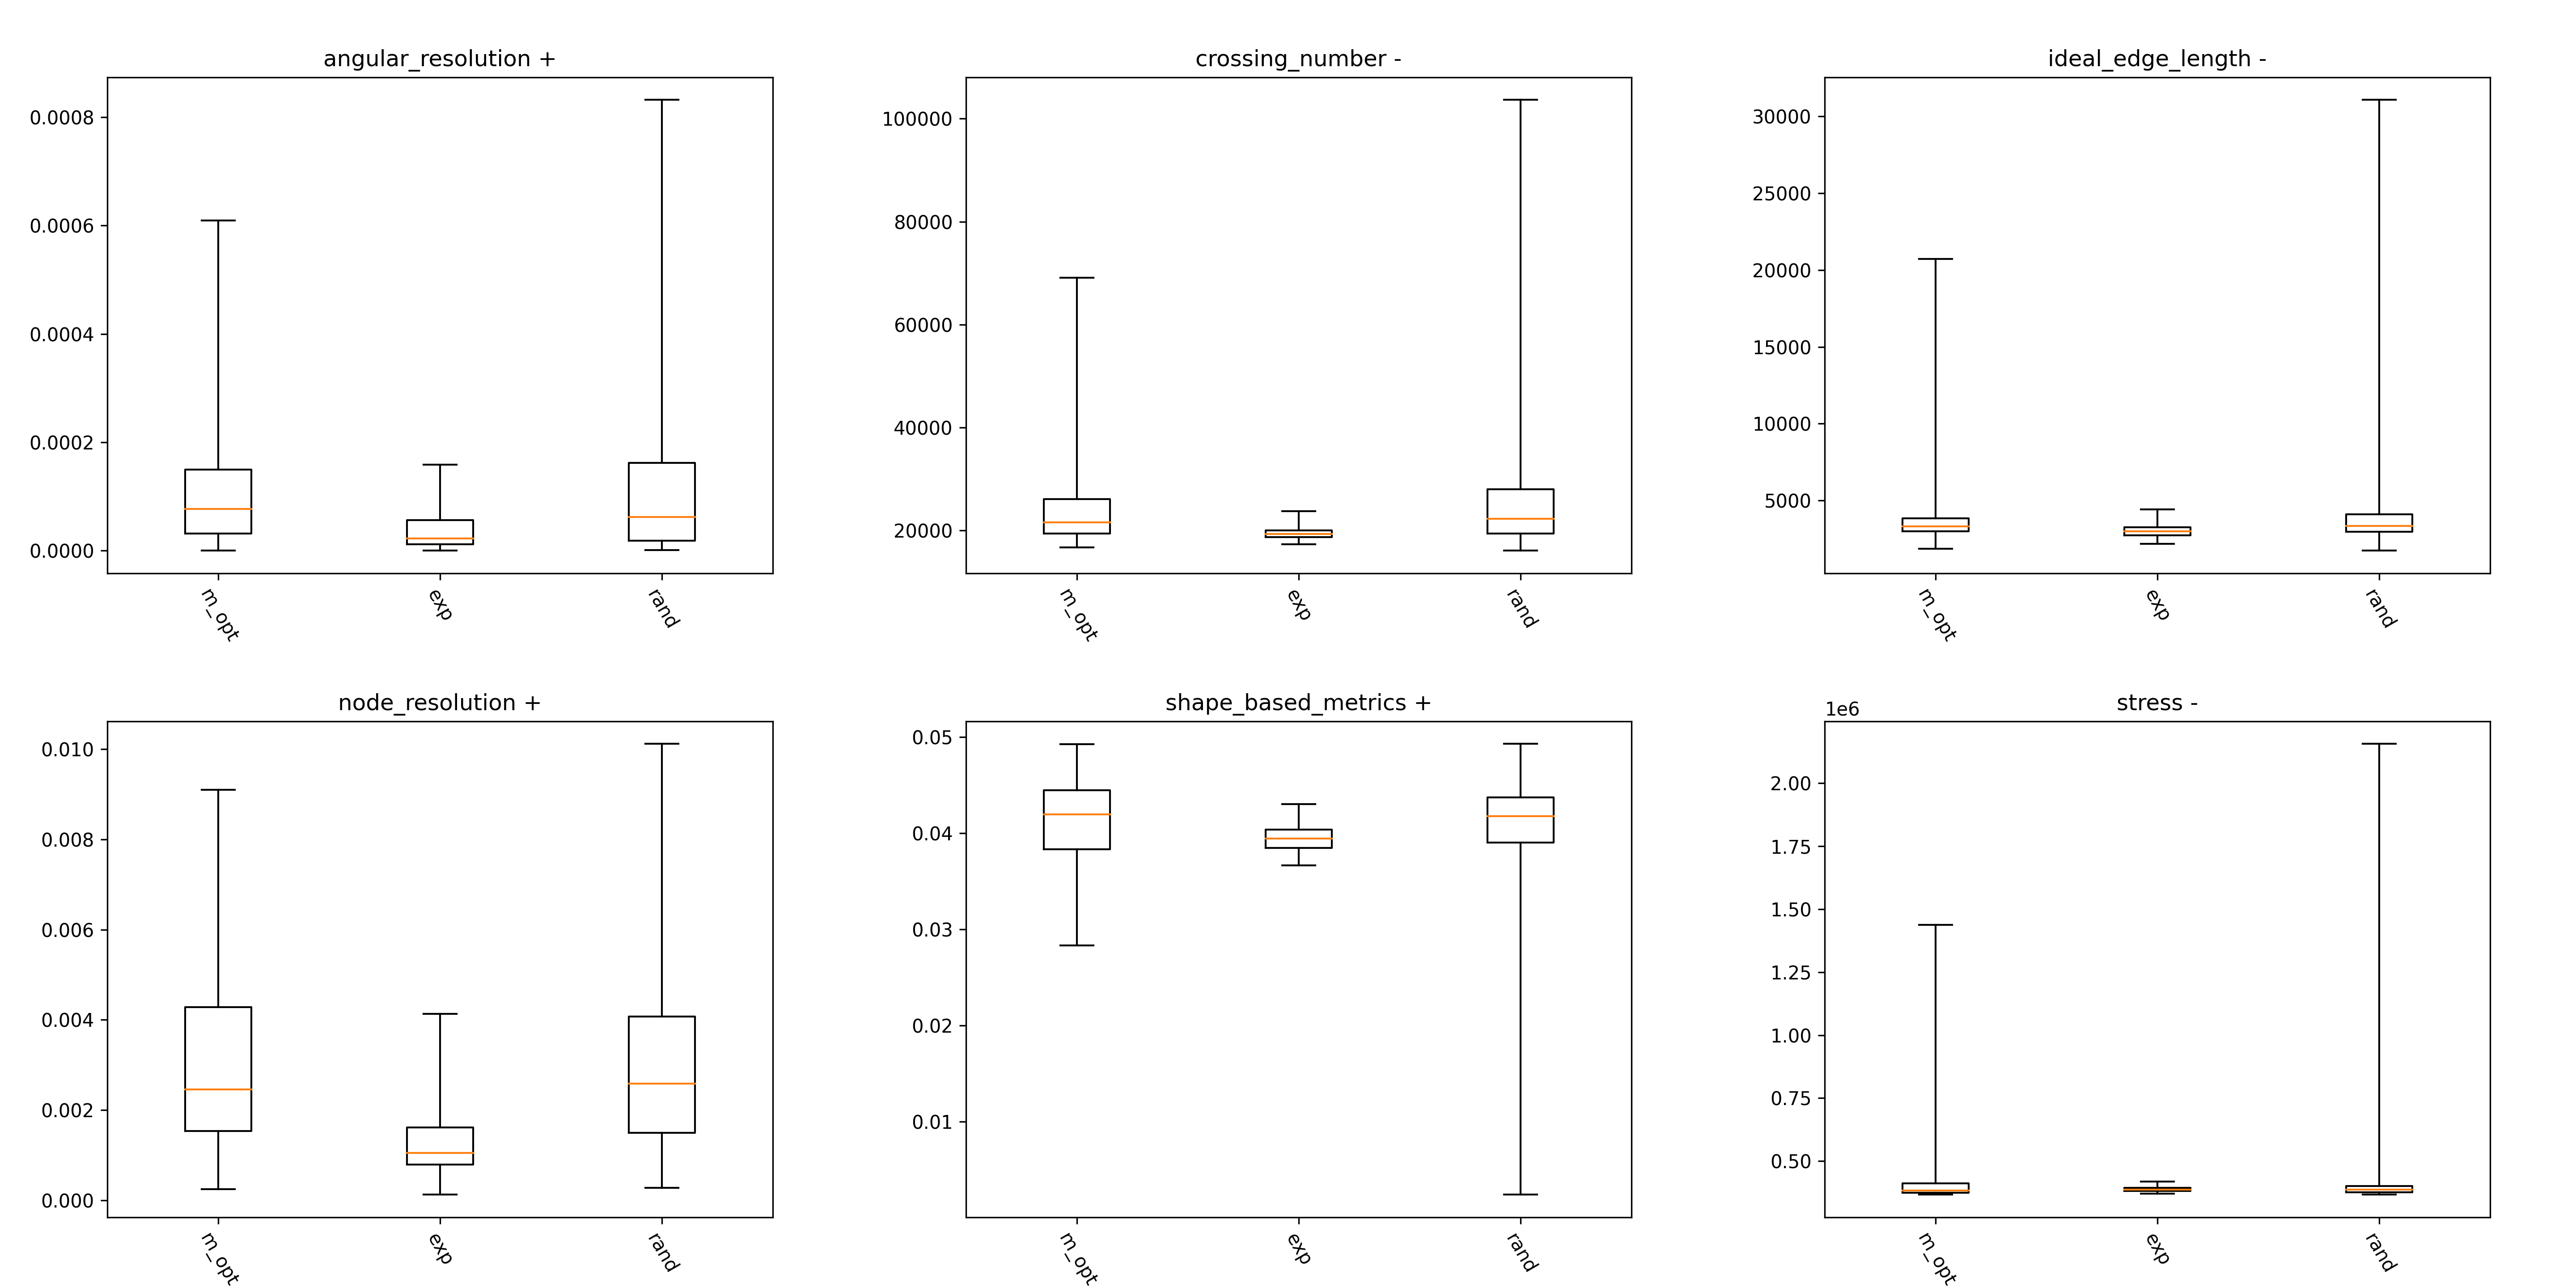 angular_resolution +
0.0008
0.0006
0.0004
0.0002
0.0000
m_opt
exp
rand
crossing_number -
100000
80000
60000
40000
20000
m_opt
exp
rand
ideal_edge_length -
30000
25000
20000
15000
10000
5000
m_opt
exp
rand
node_resolution +
0.010
0.008
0.006
0.004
0.002
0.000
m_opt
exp
rand
shape_based_metrics +
0.05
0.04
0.03
0.02
0.01
m_opt
exp
rand
stress -
1e6
2.00
1.75
1.50
1.25
1.00
0.75
0.50
m_opt
exp
rand